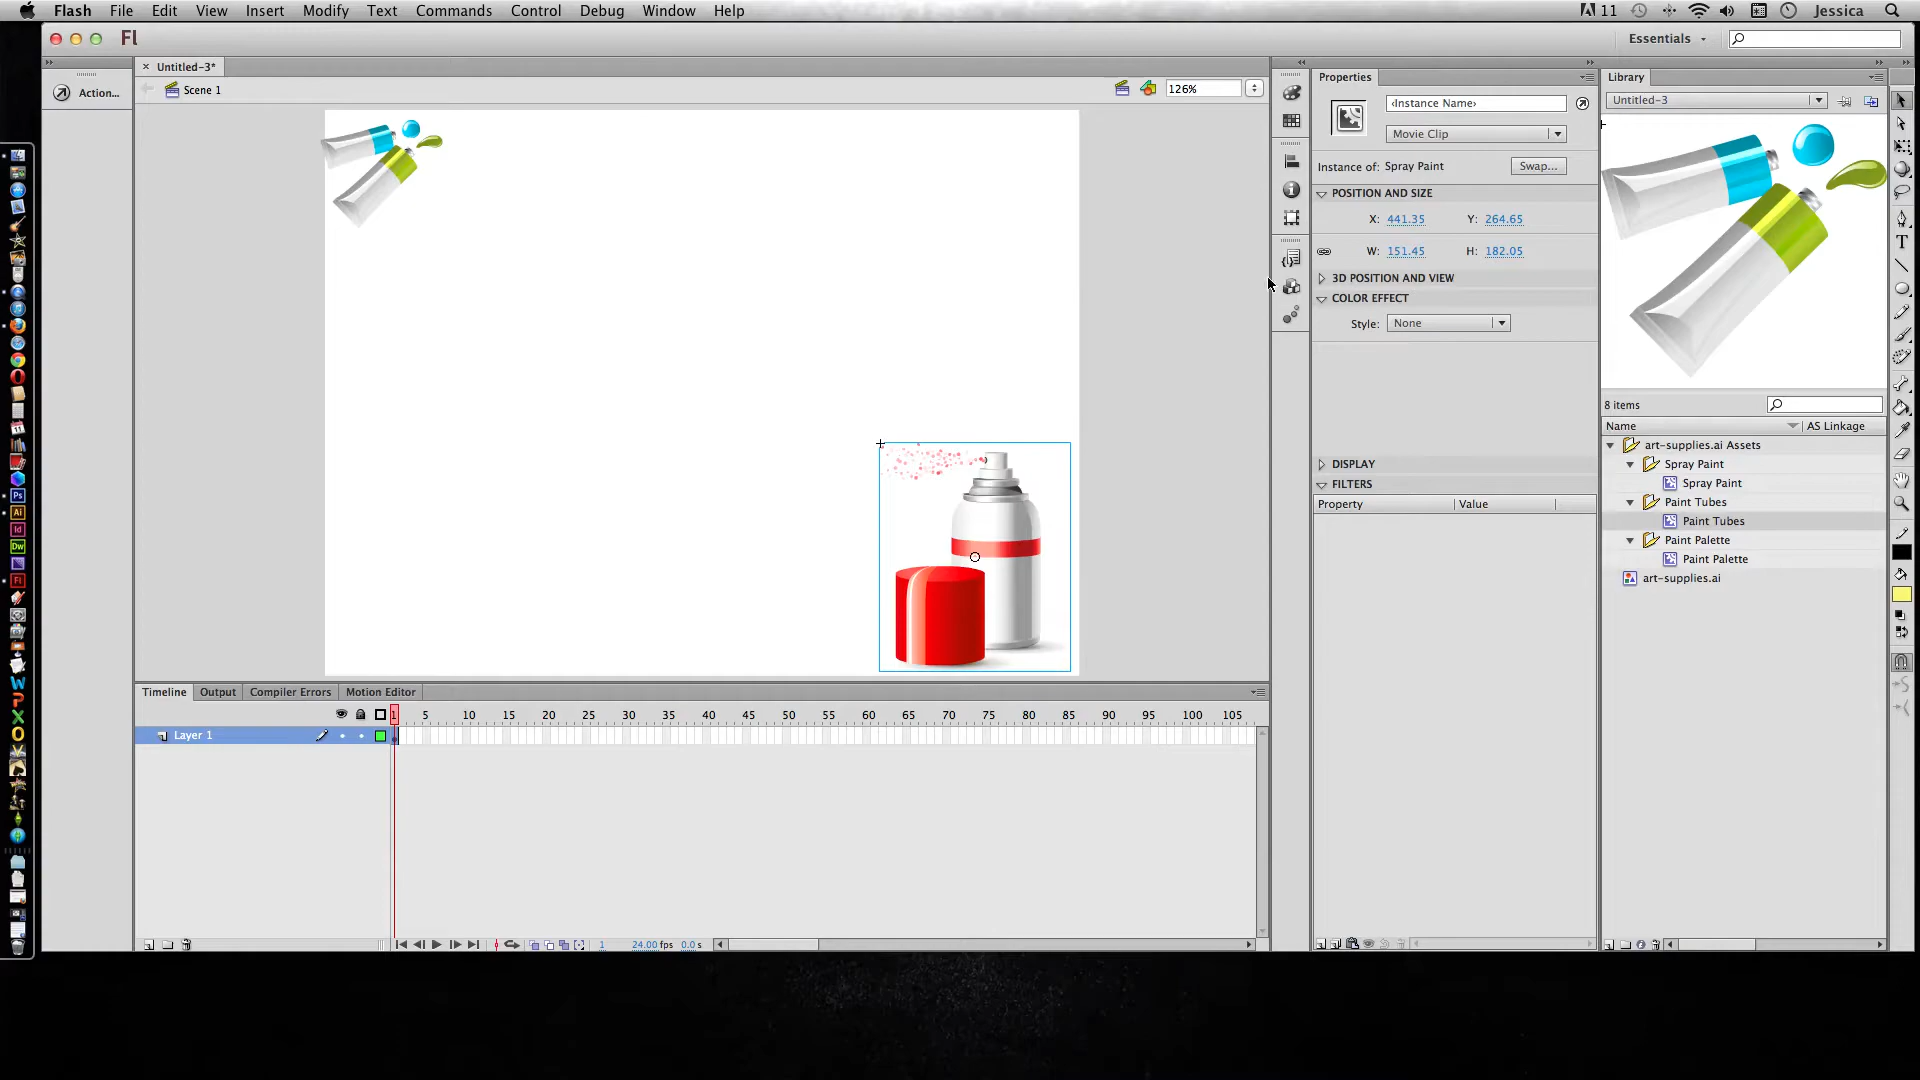 Flash File Edit View Insert Modify Text Commands Control Debug Window Help 11 Jessica
Fl Essentials
Untitled-3*
Action...
Scene 1 126%
Properties
‹Instance Name›
Movie Clip
Instance of: Spray Paint Swap...
POSITION AND SIZE
X: 441.35 Y: 264.65
W: 151.45 H: 182.05
3D POSITION AND VIEW
COLOR EFFECT
Style: None
DISPLAY
FILTERS
Property Value
Library
Untitled-3
8 items
Name AS Linkage
art-supplies.ai Assets
Spray Paint
Spray Paint
Paint Tubes
Paint Tubes
Paint Palette
Paint Palette
art-supplies.ai
Timeline Output Compiler Errors Motion Editor
1 5 10 15 20 25 30 35 40 45 50 55 60 65 70 75 80 85 90 95 100 105
Layer 1
1 24.00 fps 0.0 s
Ps
Ai
Id
Dw
Fl